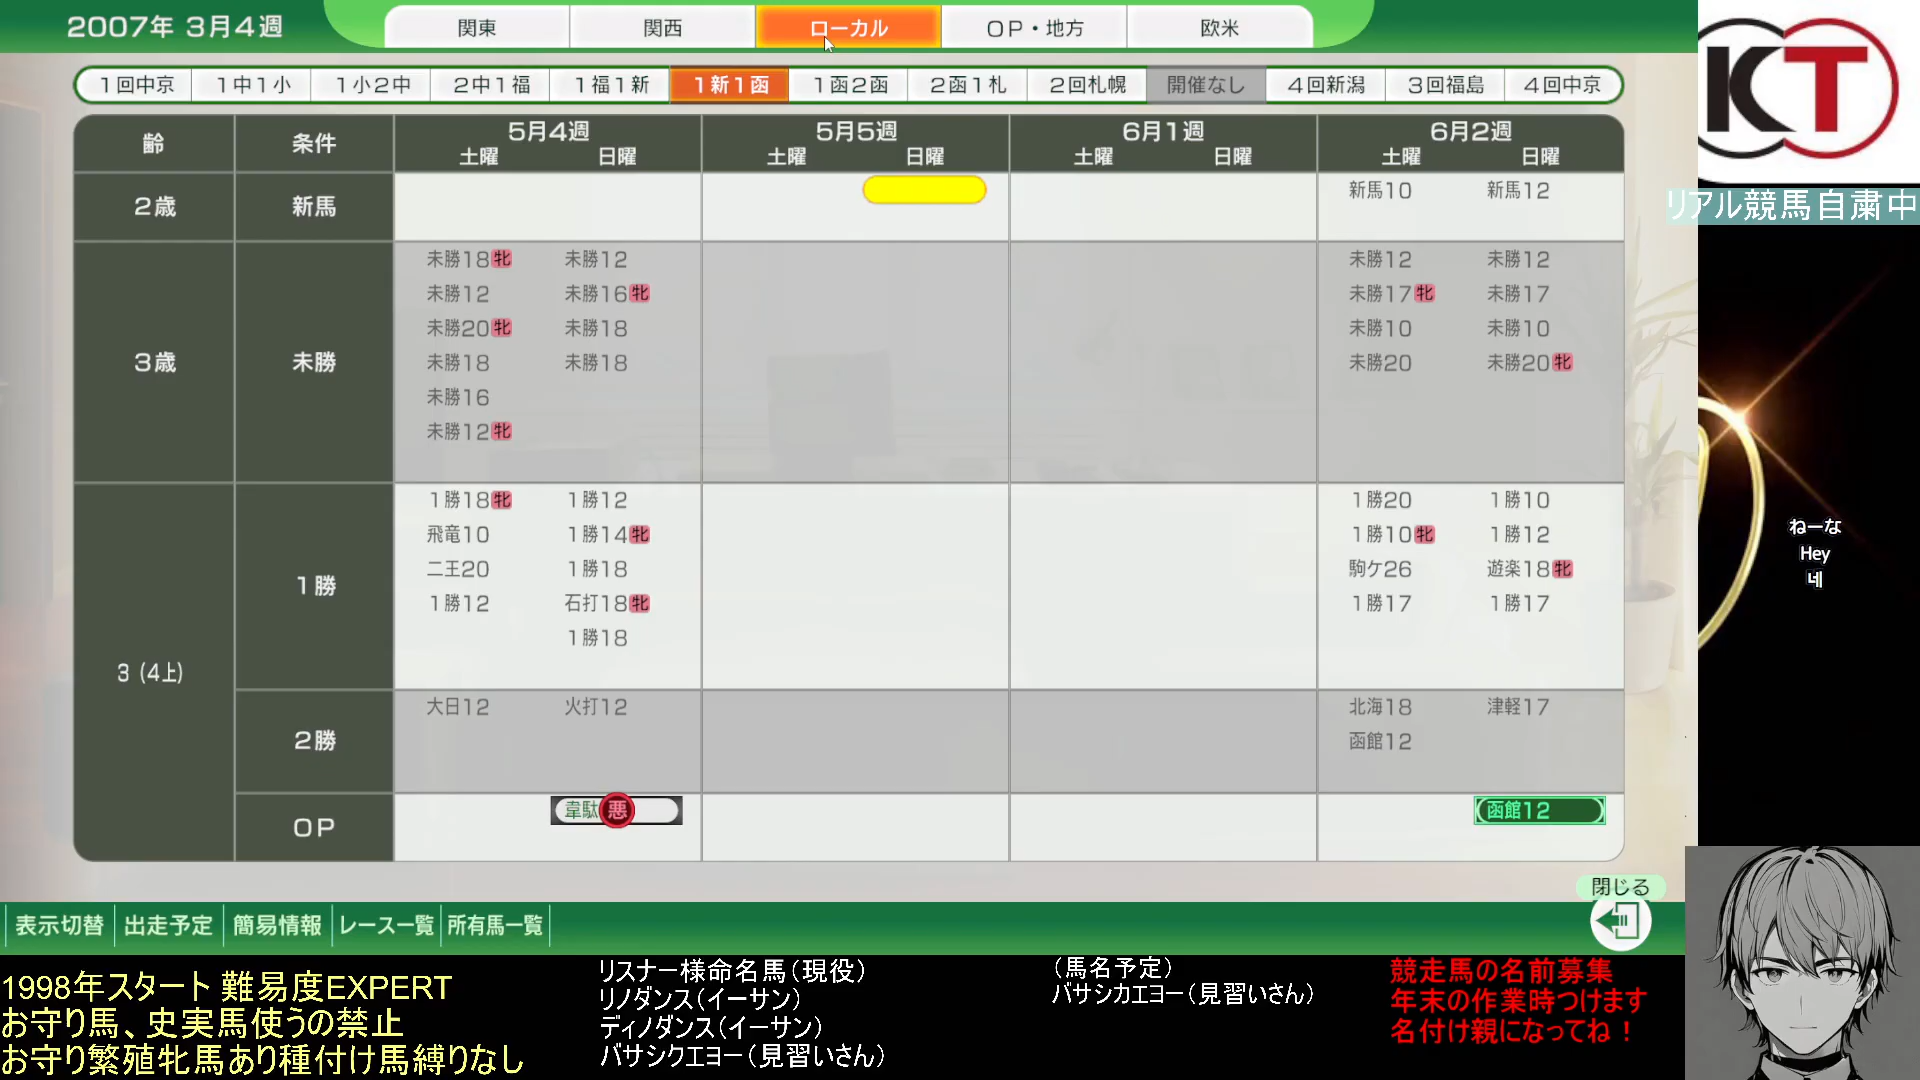 2007年 3月4週
関東 関西 ローカル OP・地方 欧米
1回中京 1中1小 1小2中 2中1福 1福1新 1新1函 1函2函 2函1札 2回札幌 開催なし 4回新潟 3回福島 4回中京
齢 条件 5月4週 5月5週 6月1週 6月2週
土曜 日曜 土曜 日曜 土曜 日曜 土曜 日曜
2歳 新馬 新馬10 新馬12
3歳 未勝
未勝18牝 未勝12 未勝12 未勝12
未勝12 未勝16牝 未勝17牝 未勝17
未勝20牝 未勝18 未勝10 未勝10
未勝18 未勝18 未勝20 未勝20牝
未勝16
未勝12牝
3 (4上)
1勝
1勝18牝 1勝12 1勝20 1勝10
飛竜10 1勝14牝 1勝10牝 1勝12
二王20 1勝18 駒ケ26 遊楽18牝
1勝12 石打18牝 1勝17 1勝17
1勝18
2勝
大日12 火打12 北海18 津軽17
函館12
OP
韋駄 悪 函館12
閉じる
表示切替 出走予定 簡易情報 レース一覧 所有馬一覧
KT
リアル競馬自粛中
ねーな
Hey
네
1998年スタート 難易度EXPERT
お守り馬、史実馬使うの禁止
お守り繁殖牝馬あり種付け馬縛りなし
リスナー様命名馬（現役）
リノダンス（イーサン）
ディノダンス（イーサン）
バサシクエヨー（見習いさん）
（馬名予定）
バサシカエヨー（見習いさん）
競走馬の名前募集
年末の作業時つけます
名付け親になってね！